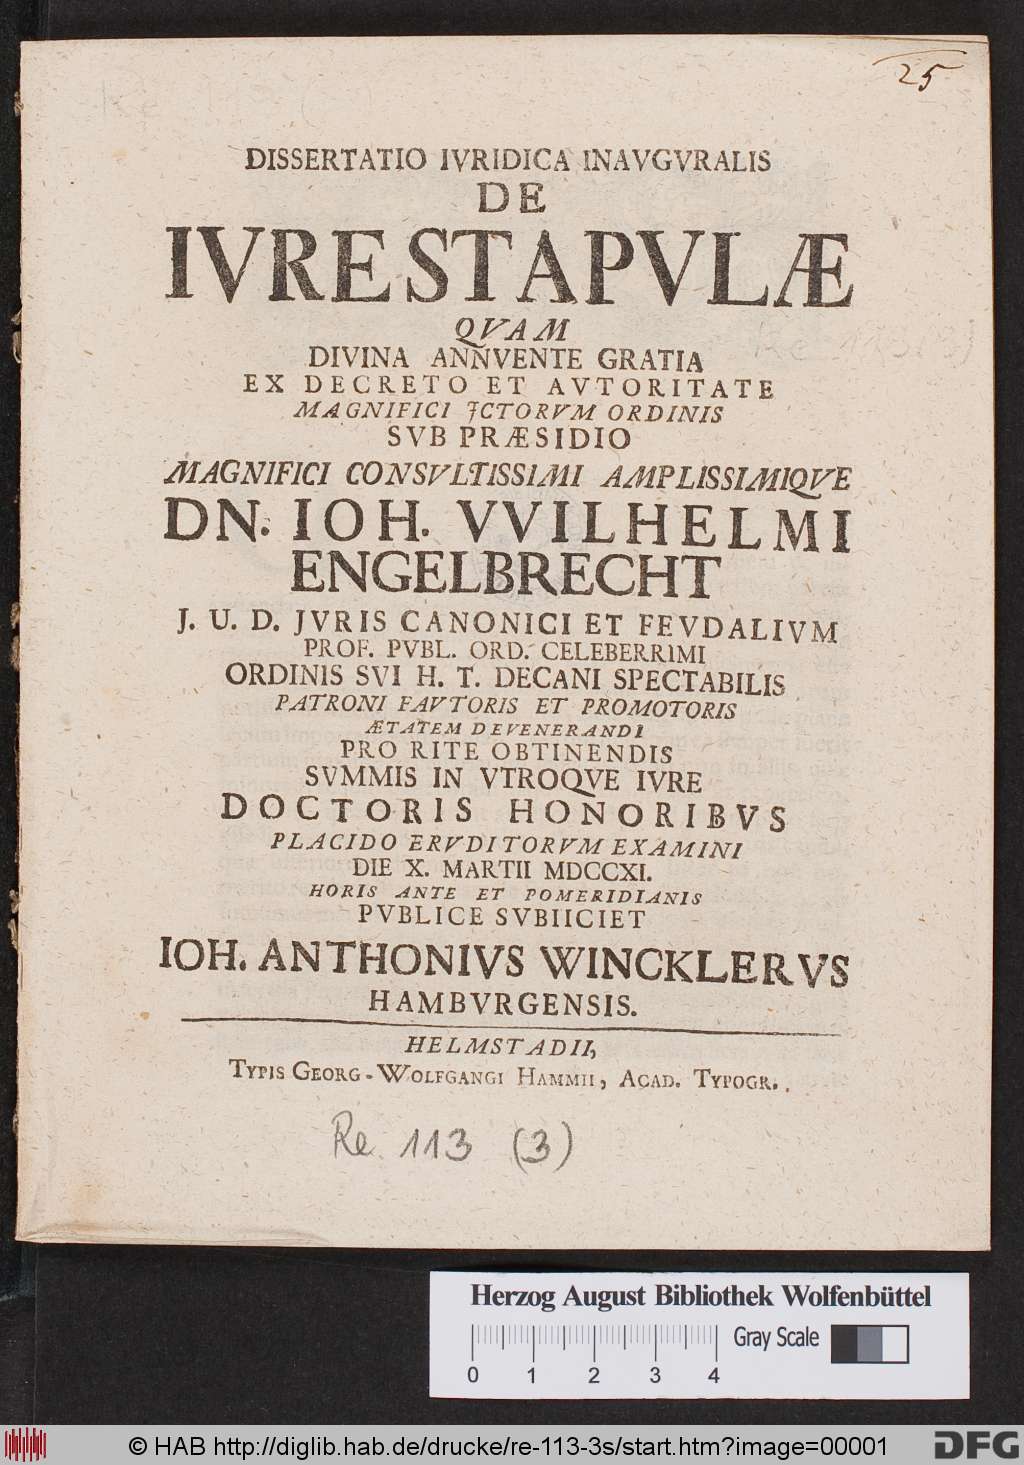 25
DISSERTATIO IVRIDICA INAVGVRALIS
DE
IVRE STAPVLÆ
QVAM
DIVINA ANNVENTE GRATIA
EX DECRETO ET AVTORITATE
MAGNIFICI JCTORVM ORDINIS
SVB PRÆSIDIO
MAGNIFICI CONSVLTISSIMI AMPLISSIMIQVE
DN. IOH. VVILHELMI
ENGELBRECHT
J. U. D. JVRIS CANONICI ET FEVDALIVM
PROF. PVBL. ORD. CELEBERRIMI
ORDINIS SVI H. T. DECANI SPECTABILIS
PATRONI FAVTORIS ET PROMOTORIS
ÆTATEM DEVENERANDI
PRO RITE OBTINENDIS
SVMMIS IN VTROQVE IVRE
DOCTORIS HONORIBVS
PLACIDO ERVDITORVM EXAMINI
DIE X. MARTII MDCCXI.
HORIS ANTE ET POMERIDIANIS
PVBLICE SVBIICIET
IOH. ANTHONIVS WINCKLERVS
HAMBVRGENSIS.
HELMSTADII,
TYPIS GEORG-WOLFGANGI HAMMII, ACAD. TYPOGR.
Re 113 (3)
Herzog August Bibliothek Wolfenbüttel
Gray Scale
0 1 2 3 4
© HAB http://diglib.hab.de/drucke/re-113-3s/start.htm?image=00001
DFG